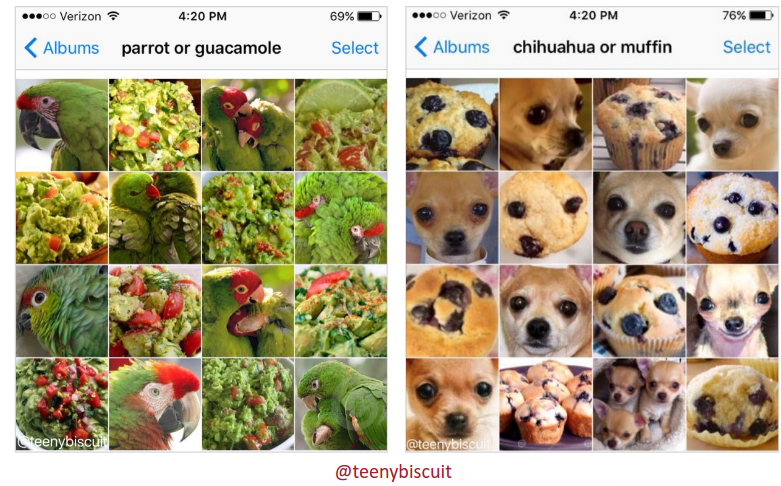 ●●●○○ Verizon 4:20 PM 69%
Albums parrot or guacamole Select
@teenybiscuit
●●●○○ Verizon 4:20 PM 76%
Albums chihuahua or muffin Select
@teenybiscuit
@teenybiscuit